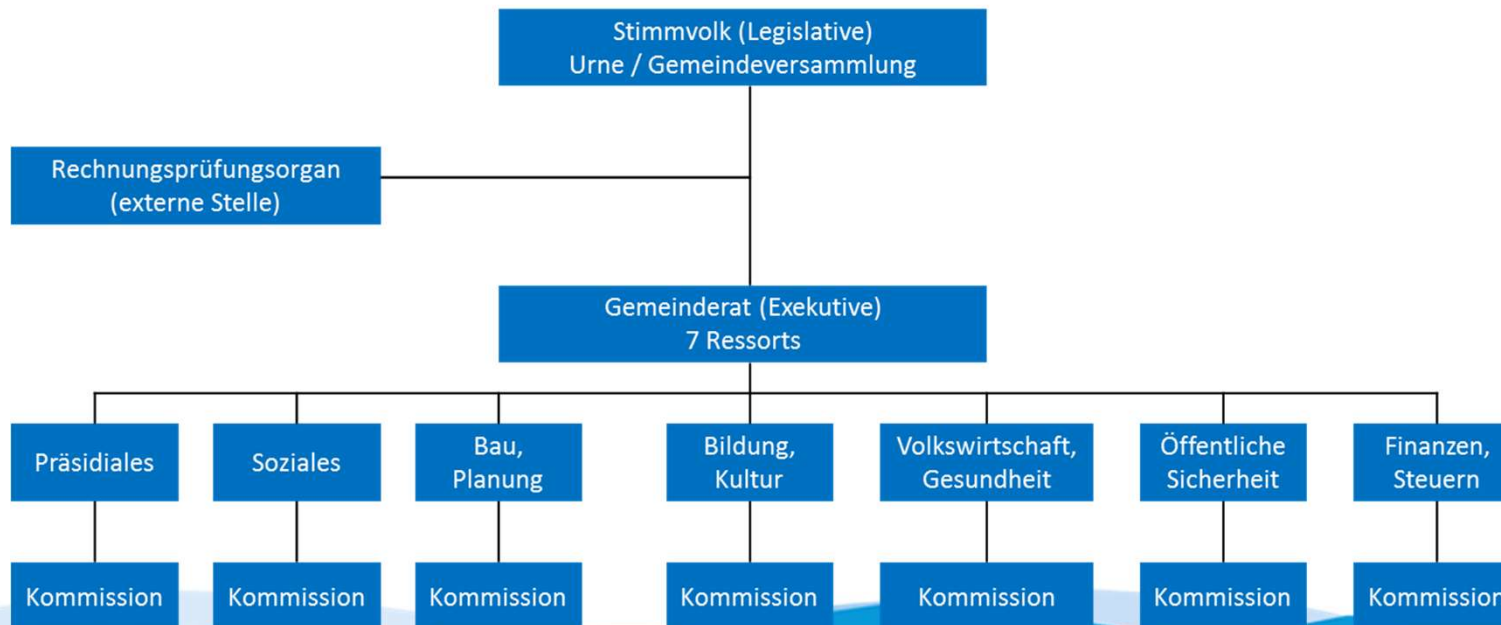 Stimmvolk (Legislative)
Urne / Gemeindeversammlung
Rechnungsprüfungsorgan
(externe Stelle)
Gemeinderat (Exekutive)
7 Ressorts
Präsidiales
Soziales
Bau,
Planung
Bildung,
Kultur
Volkswirtschaft,
Gesundheit
Öffentliche
Sicherheit
Finanzen,
Steuern
Kommission
Kommission
Kommission
Kommission
Kommission
Kommission
Kommission